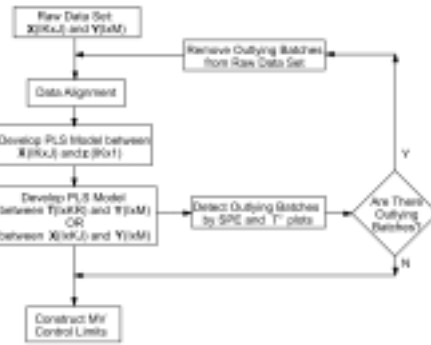 Raw Data Set
X(IKxJ) and Y(IxM)
Remove Outlying Batches
from Raw Data Set
Data Alignment
Develop PLS Model between
X(IKxJ) and z(IKx1)
Develop PLS Model
between T(IxKR) and Y(IxM)
OR
between X(IxKJ) and Y(IxM)
Detect Outlying Batches
by SPE and "T" plots
Are There
Outlying
Batches?
Y
N
Construct MV
Control Limits